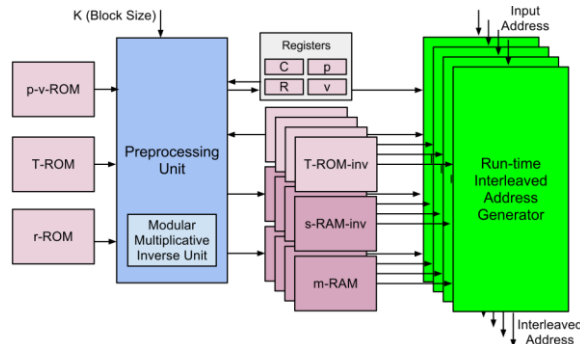 K (Block Size)
Input
Address
Registers
C
p
R
v
p-v-ROM
T-ROM
r-ROM
Preprocessing
Unit
Modular
Multiplicative
Inverse Unit
T-ROM-inv
s-RAM-inv
m-RAM
Run-time
Interleaved
Address
Generator
Interleaved
Address